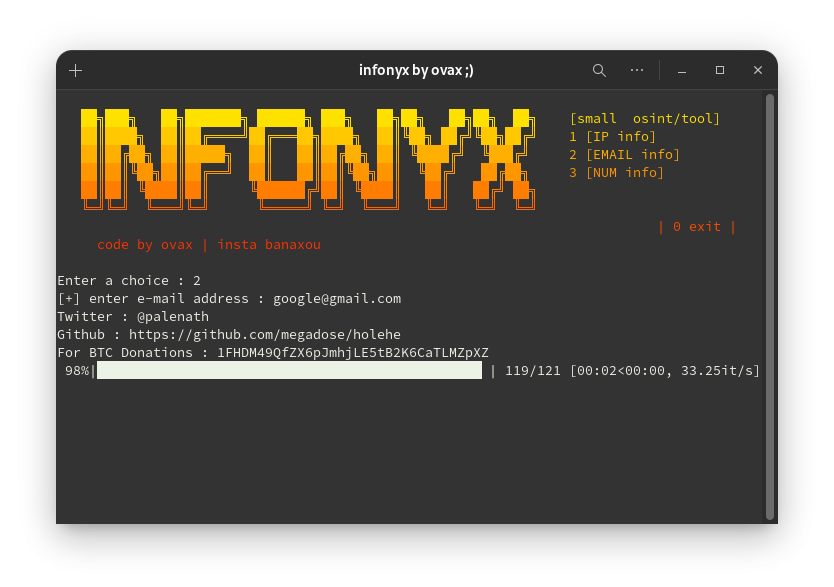 infonyx by ovax ;)
INFONYX
[small  osint/tool]
1 [IP info]
2 [EMAIL info]
3 [NUM info]
| 0 exit |
code by ovax | insta banaxou
Enter a choice : 2
[+] enter e-mail address : google@gmail.com
Twitter : @palenath
Github : https://github.com/megadose/holehe
For BTC Donations : 1FHDM49QfZX6pJmhjLE5tB2K6CaTLMZpXZ
98%| | 119/121 [00:02<00:00, 33.25it/s]